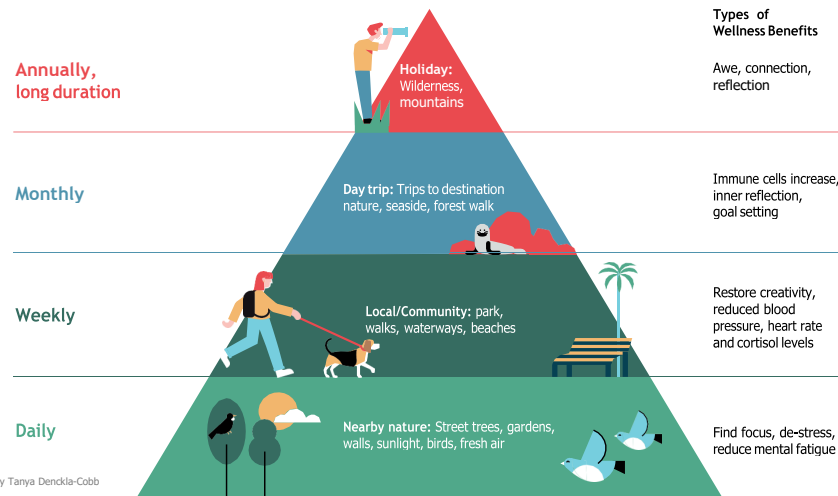 Types of
Wellness Benefits
Annually,
long duration
Holiday:
Wilderness,
mountains
Awe, connection,
reflection
Monthly
Day trip: Trips to destination
nature, seaside, forest walk
Immune cells increase,
inner reflection,
goal setting
Weekly
Local/Community: park,
walks, waterways, beaches
Restore creativity,
reduced blood
pressure, heart rate
and cortisol levels
Daily
Nearby nature: Street trees, gardens,
walls, sunlight, birds, fresh air
Find focus, de-stress,
reduce mental fatigue
y Tanya Denckla-Cobb